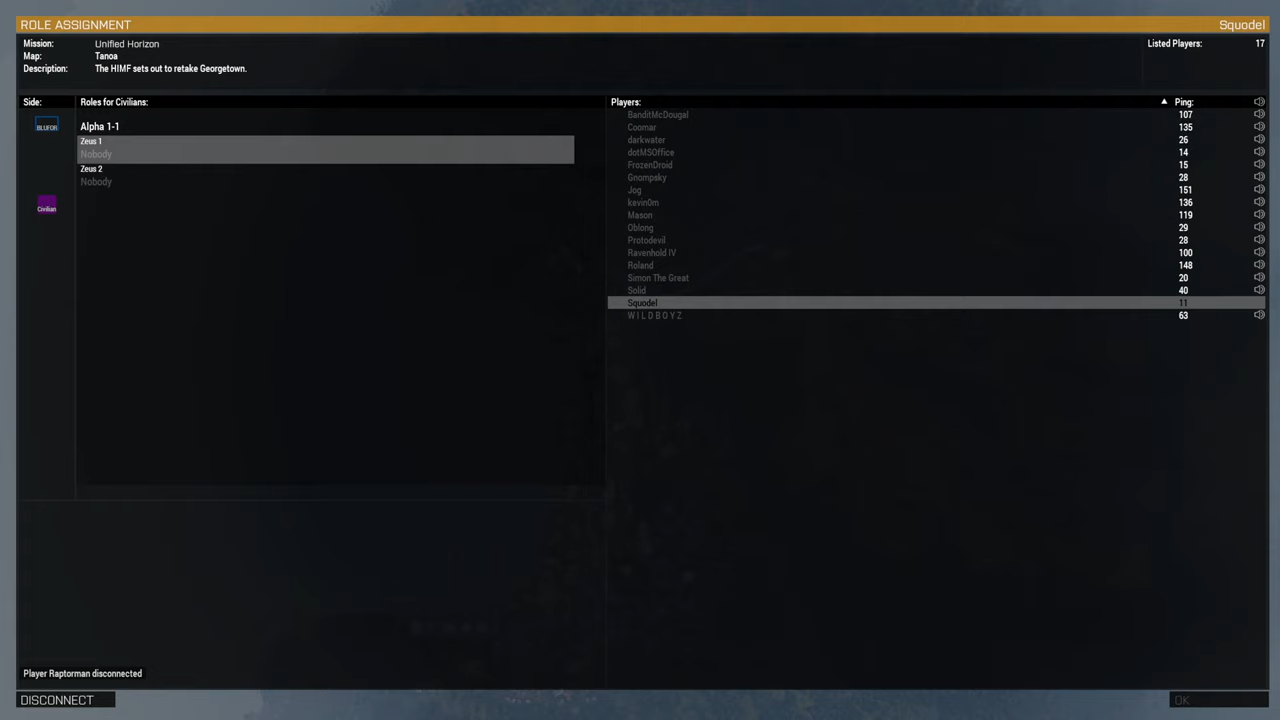 ROLE ASSIGNMENT Squodel
Mission: Unified Horizon Listed Players: 17
Map: Tanoa
Description: The HIMF sets out to retake Georgetown.
Side: Roles for Civilians: Players: Ping:
BLUFOR
Civilian
Alpha 1-1
Zeus 1
Nobody
Zeus 2
Nobody
BanditMcDougal 107
Coomar 135
darkwater 26
dotMSOffice 14
FrozenDroid 15
Gnompsky 28
Jog 151
kevin0m 136
Mason 119
Oblong 29
Protodevil 28
Ravenhold IV 100
Roland 148
Simon The Great 20
Solid 40
Squodel 11
W I L D B O Y Z 63
Player Raptorman disconnected
DISCONNECT OK